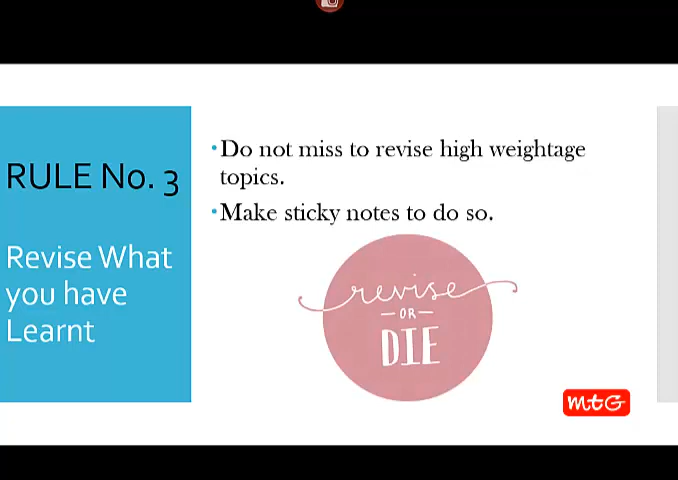 RULE No. 3
Revise What
you have
Learnt
•Do not miss to revise high weightage
topics.
•Make sticky notes to do so.
revise
—OR—
DIE
mtG